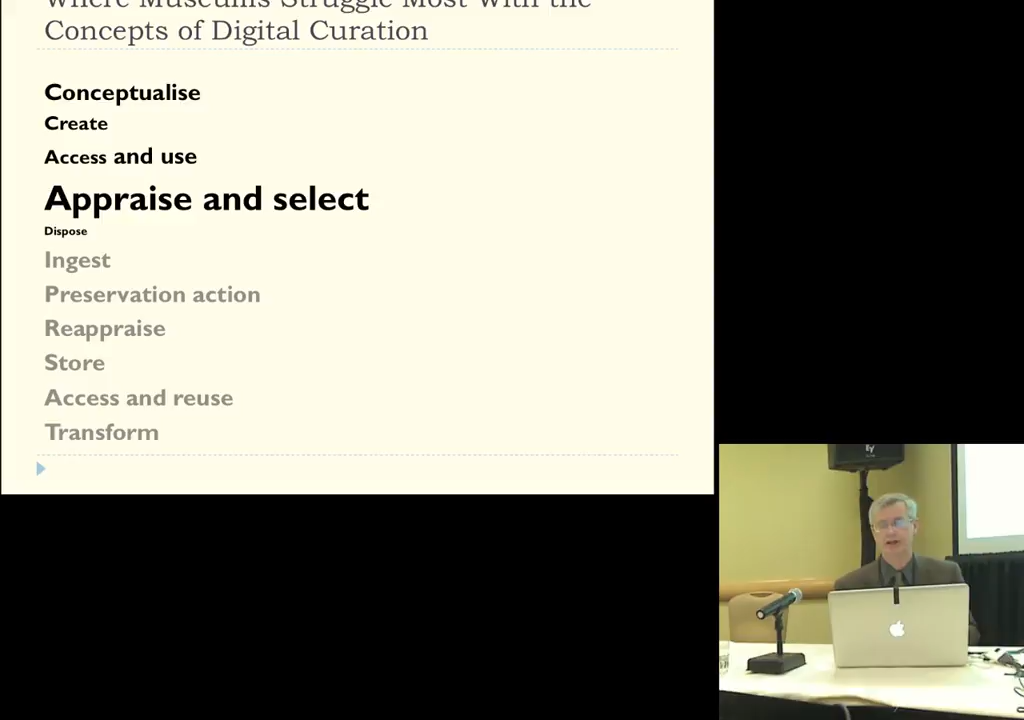 Where Museums Struggle Most With the
Concepts of Digital Curation
Conceptualise
Create
Access and use
Appraise and select
Dispose
Ingest
Preservation action
Reappraise
Store
Access and reuse
Transform